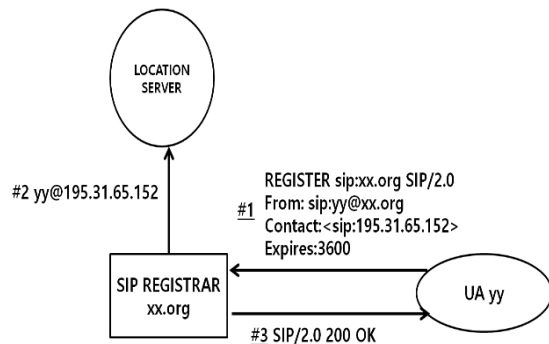 LOCATION
SERVER
#2 yy@195.31.65.152
#1
REGISTER sip:xx.org SIP/2.0
From: sip:yy@xx.org
Contact:<sip:195.31.65.152>
Expires:3600
SIP REGISTRAR
xx.org
UA yy
#3 SIP/2.0 200 OK